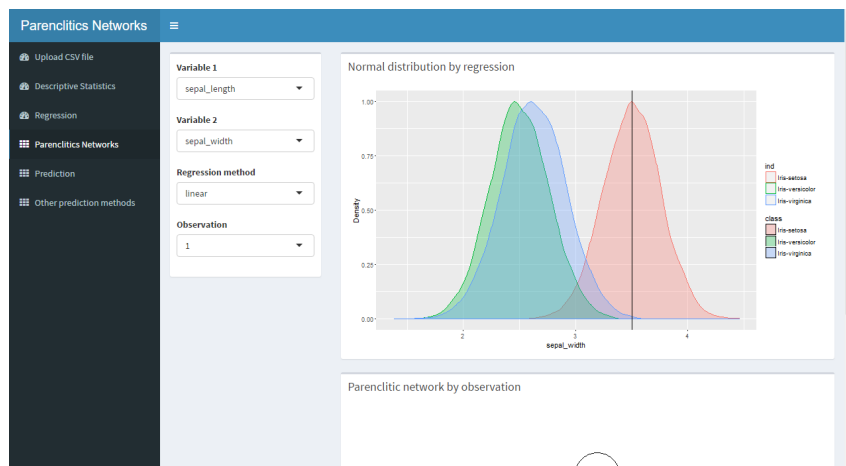 Parenclitics Networks
Upload CSV file
Descriptive Statistics
Regression
Parenclitics Networks
Prediction
Other prediction methods
Variable 1
sepal_length
Variable 2
sepal_width
Regression method
linear
Observation
1
Normal distribution by regression
1.00
0.75
0.50
0.25
0.00
Density
2
3
4
sepal_width
ind
Iris-setosa
Iris-versicolor
Iris-virginica
class
Iris-setosa
Iris-versicolor
Iris-virginica
Parenclitic network by observation